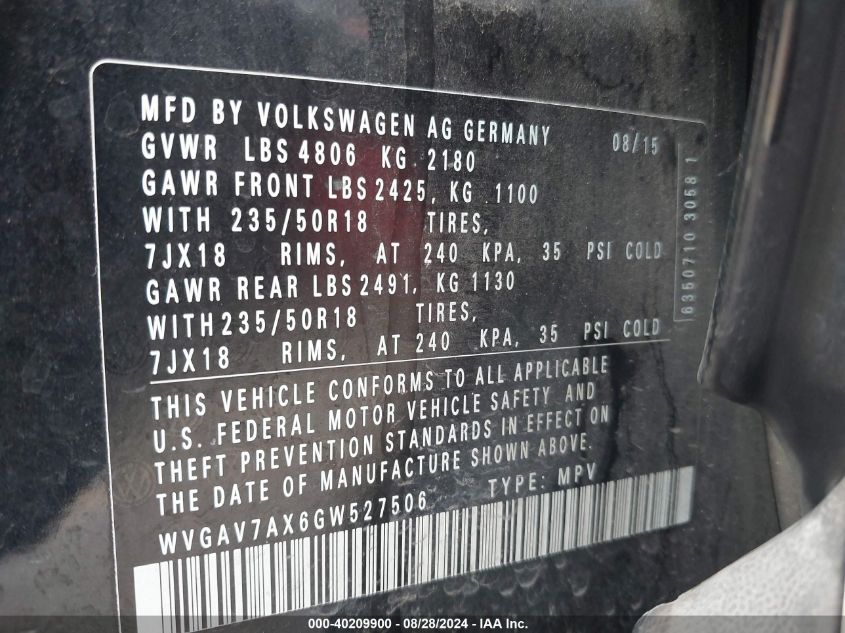 MFD BY VOLKSWAGEN AG GERMANY 08/15
GVWR LBS 4806 KG 2180
GAWR FRONT LBS 2425, KG 1100
WITH 235/50R18 TIRES,
7JX18 RIMS, AT 240 KPA, 35 PSI COLD
GAWR REAR LBS 2491, KG 1130
WITH 235/50R18 TIRES,
7JX18 RIMS, AT 240 KPA, 35 PSI COLD
THIS VEHICLE CONFORMS TO ALL APPLICABLE
U.S. FEDERAL MOTOR VEHICLE SAFETY AND
THEFT PREVENTION STANDARDS IN EFFECT ON
THE DATE OF MANUFACTURE SHOWN ABOVE.
WVGAV7AX6GW527506 TYPE: MPV
6350710 3058 1
000-40209900 - 08/28/2024 - IAA Inc.